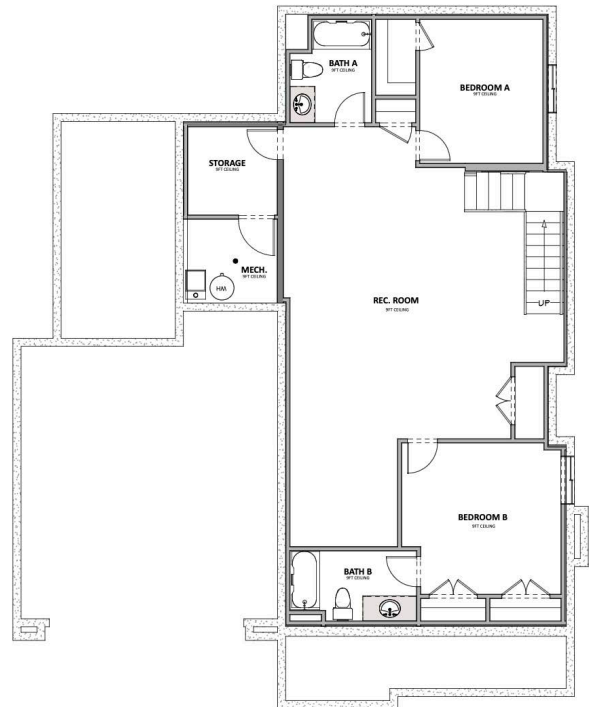 BATH A
9FT CEILING
BEDROOM A
9FT CEILING
STORAGE
9FT CEILING
MECH.
9FT CEILING
HM
REC. ROOM
9FT CEILING
UP
BEDROOM B
9FT CEILING
BATH B
9FT CEILING